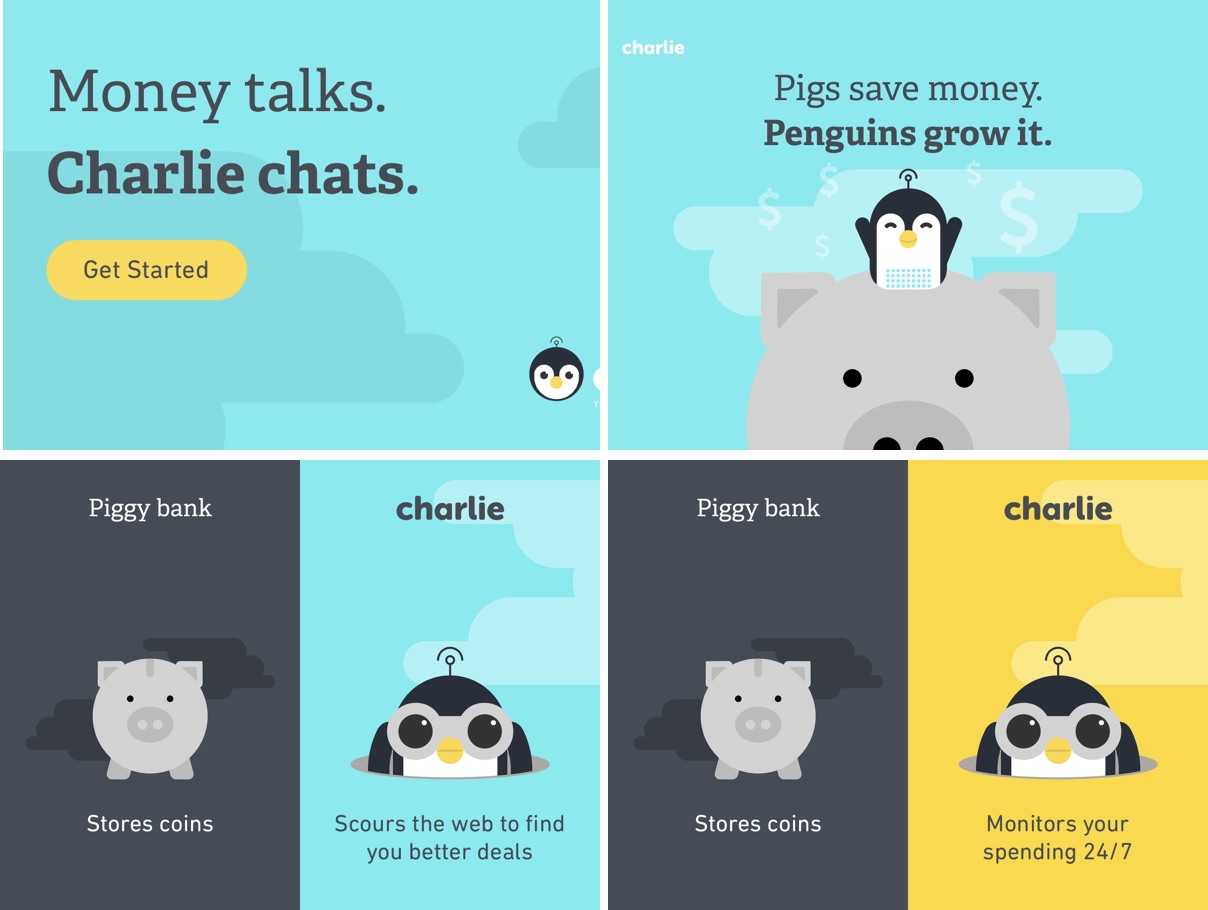 Money talks.
Charlie chats.
Get Started
Y
charlie
Pigs save money.
Penguins grow it.
$
$
$
$
$
Piggy bank
charlie
Stores coins
Scours the web to find
you better deals
Piggy bank
charlie
Stores coins
Monitors your
spending 24/7